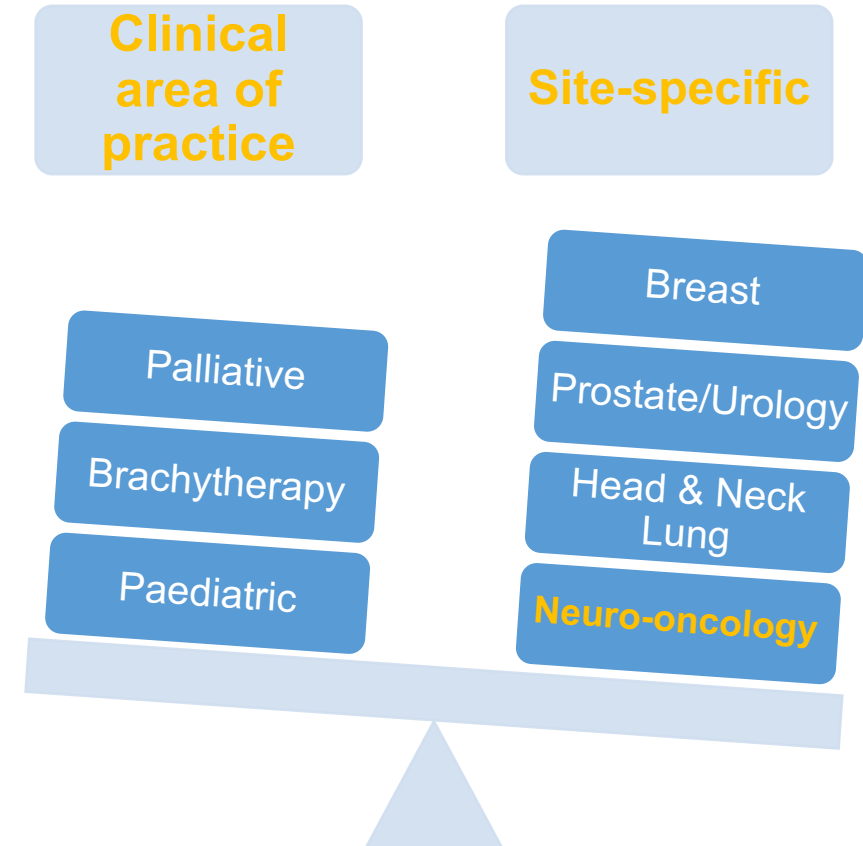 Clinical
area of
practice
Site-specific
Palliative
Brachytherapy
Paediatric
Breast
Prostate/Urology
Head & Neck
Lung
Neuro-oncology